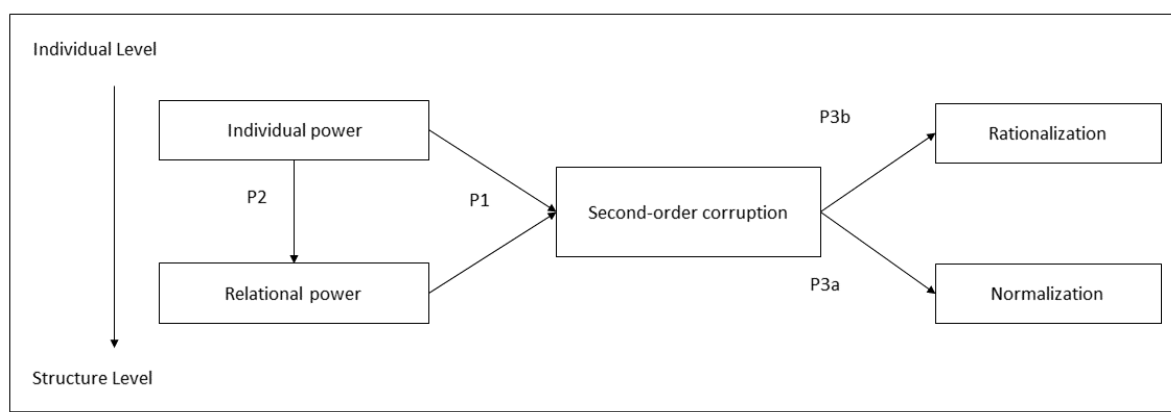 Individual Level
Individual power
P3b
Rationalization
P2
P1
Second-order corruption
Relational power
P3a
Normalization
Structure Level